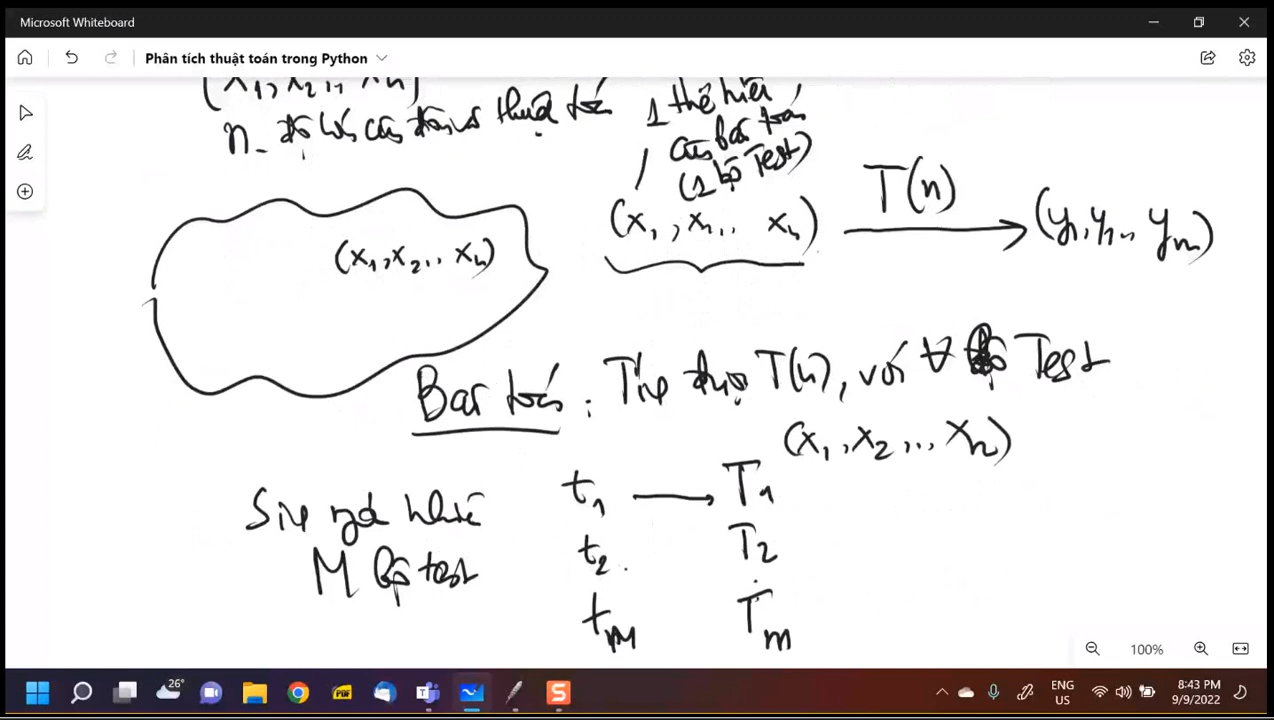 Microsoft Whiteboard
Phân tích thuật toán trong Python
(x1, x2, .. xn)
n - độ lớn của đầu vào thuật toán
1 thể hiện
của bài toán
(1 bộ Test)
(x1, x2, .. xn)
(x1, x2, .. xn)
T(n)
(y1, y2, .. ym)
Bài toán: Tìm được T(n), với ∀ bộ Test
(x1, x2, ... xn)
Sinh ngẫu nhiên
M bộ test
t1 → T1
t2 T2
tm Tm
100%
26°
ENG
US
8:43 PM
9/9/2022